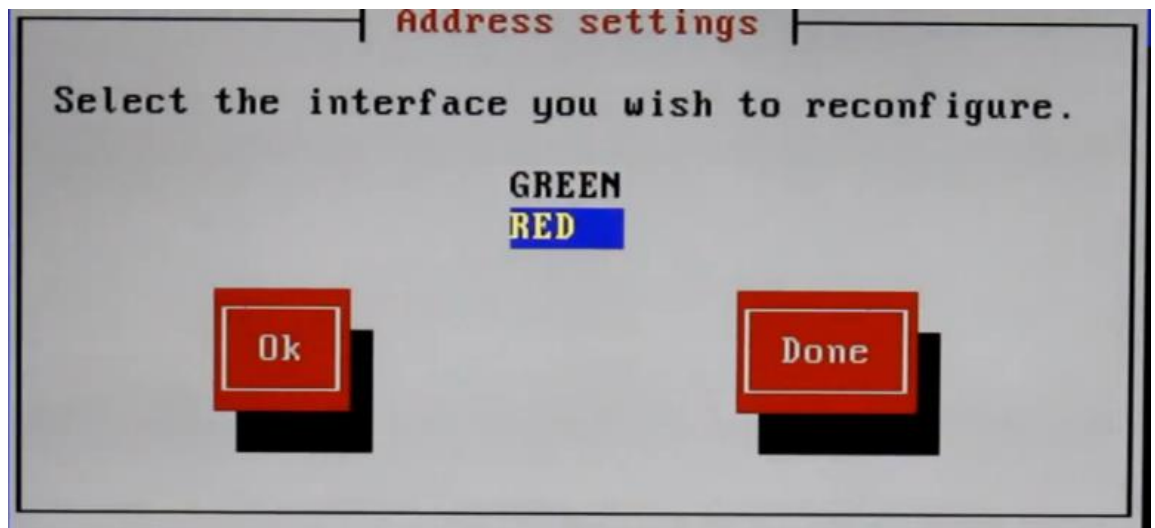 Address settings
Select the interface you wish to reconfigure.
GREEN
RED
Ok
Done